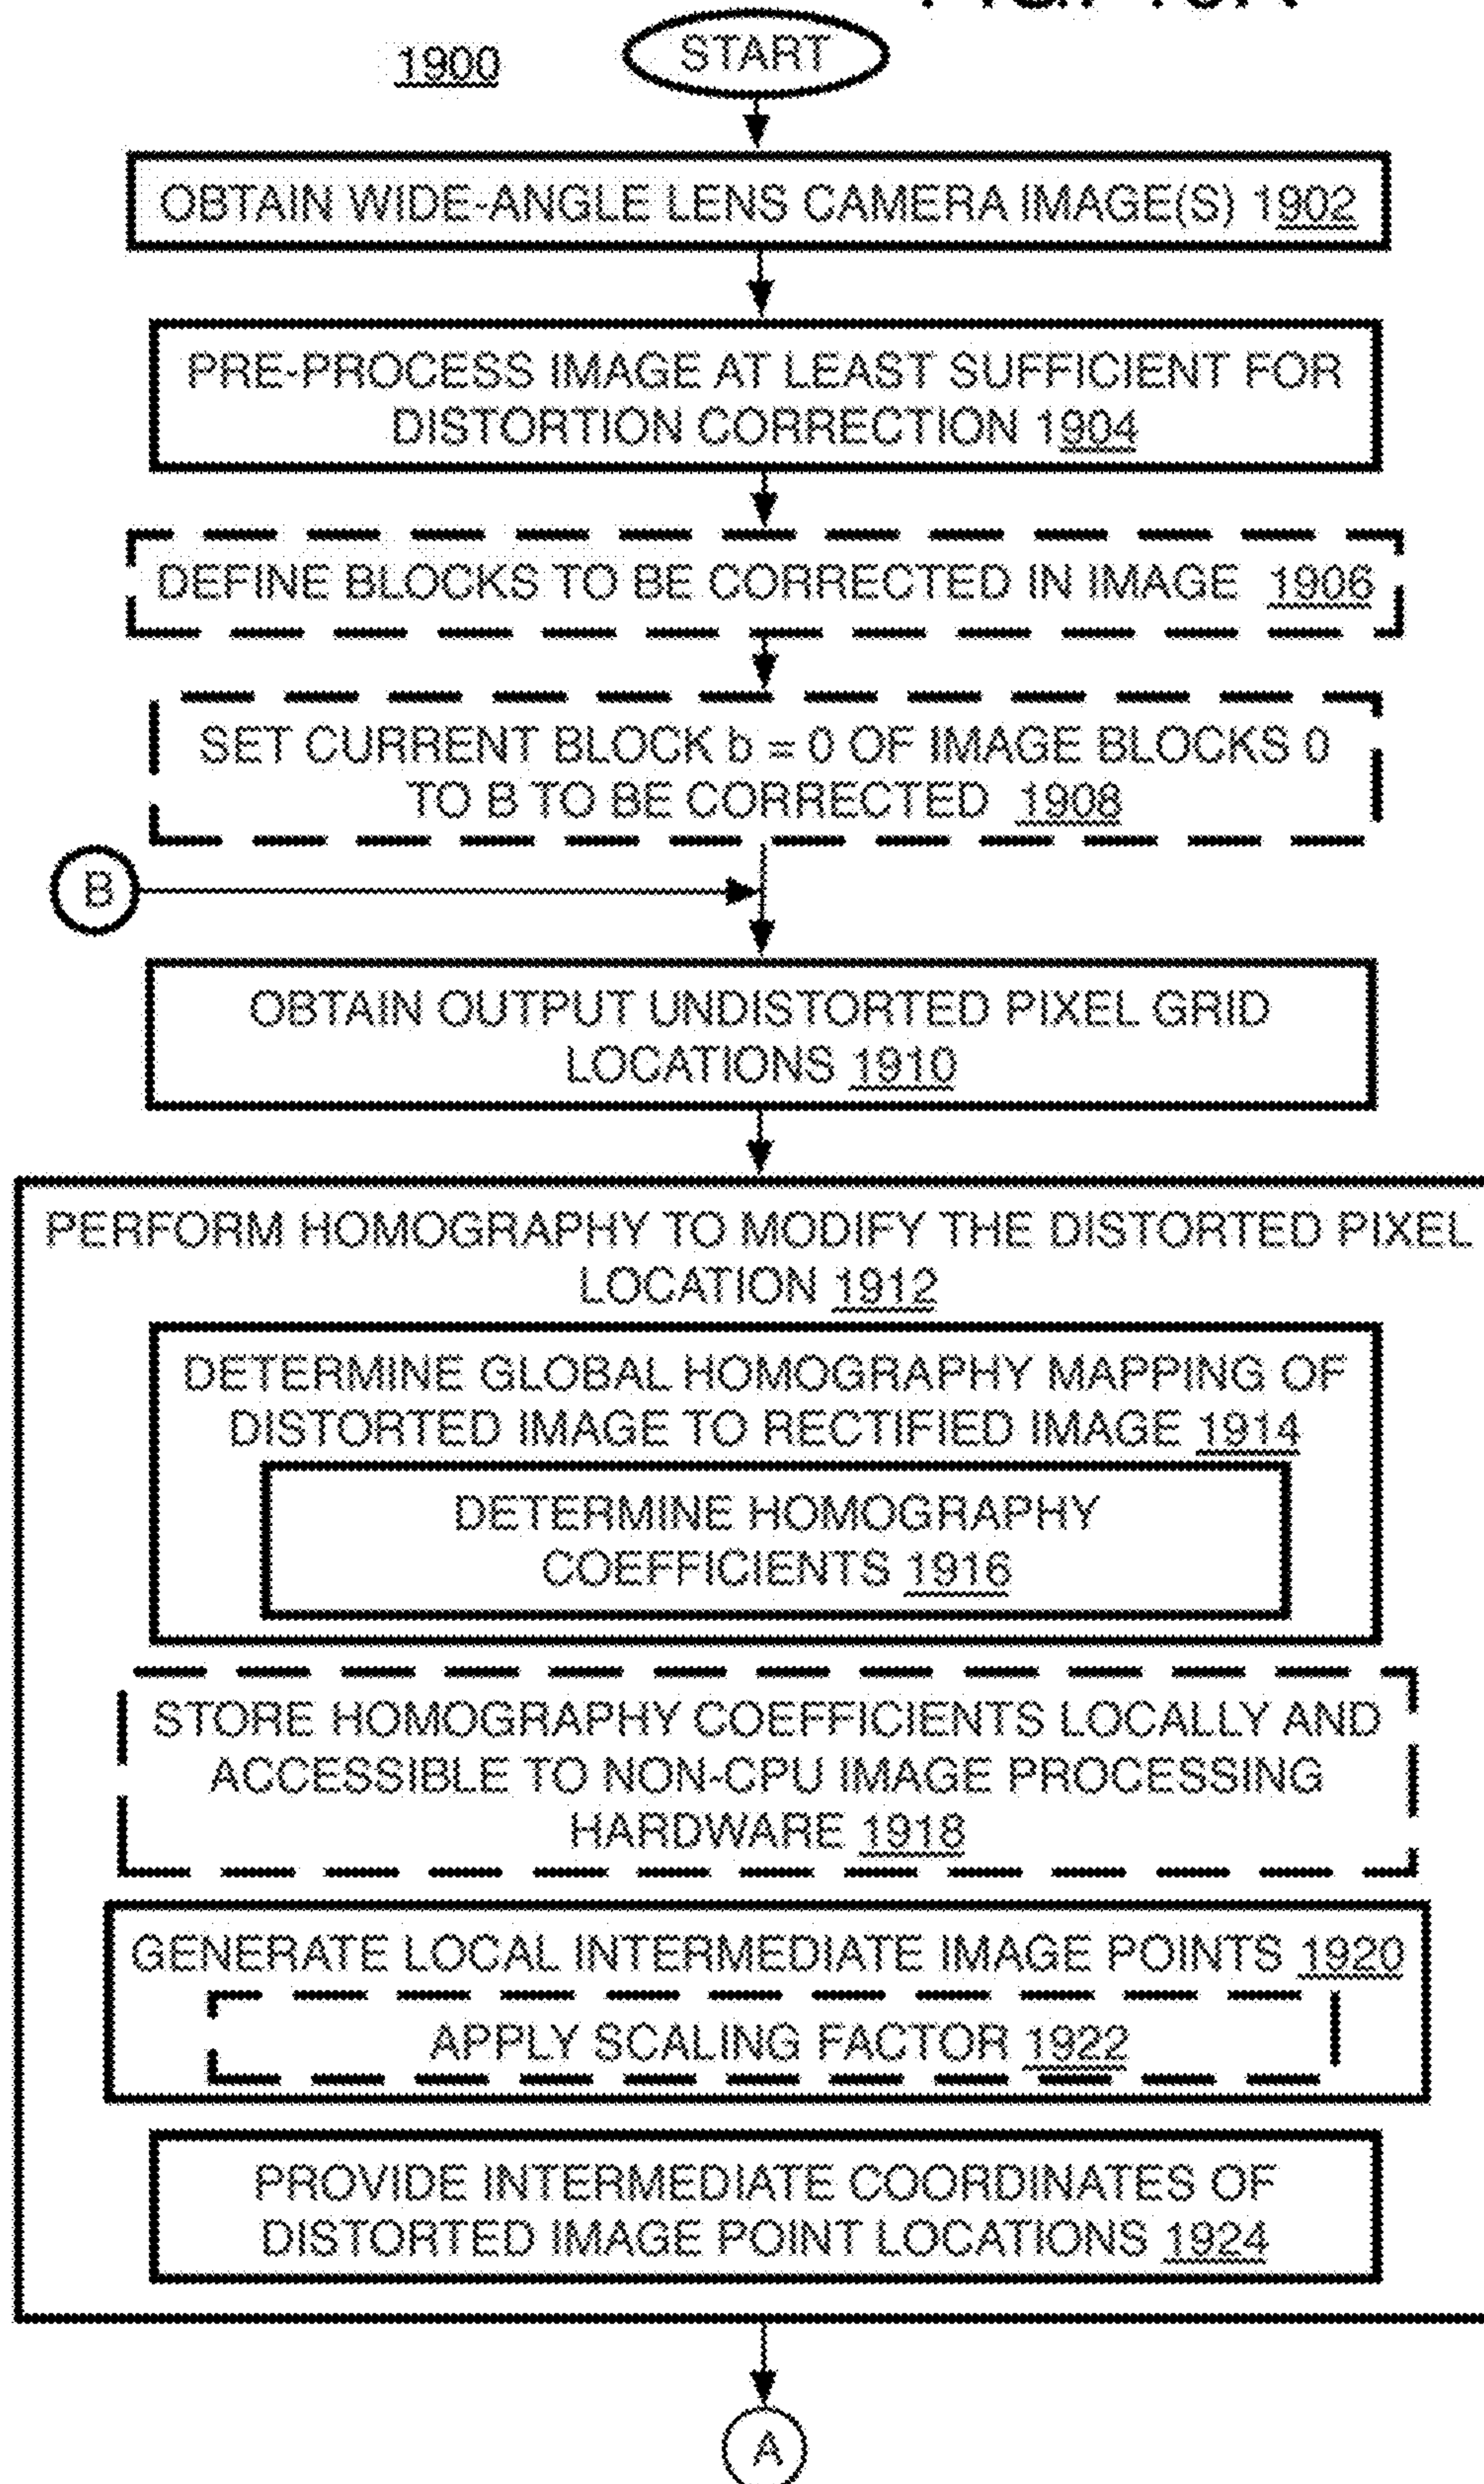 1900
START
OBTAIN WIDE-ANGLE LENS CAMERA IMAGE(S) 1902
PRE-PROCESS IMAGE AT LEAST SUFFICIENT FOR
DISTORTION CORRECTION 1904
DEFINE BLOCKS TO BE CORRECTED IN IMAGE 1906
SET CURRENT BLOCK b = 0 OF IMAGE BLOCKS 0
TO B TO BE CORRECTED 1908
B
OBTAIN OUTPUT UNDISTORTED PIXEL GRID
LOCATIONS 1910
PERFORM HOMOGRAPHY TO MODIFY THE DISTORTED PIXEL
LOCATION 1912
DETERMINE GLOBAL HOMOGRAPHY MAPPING OF
DISTORTED IMAGE TO RECTIFIED IMAGE 1914
DETERMINE HOMOGRAPHY
COEFFICIENTS 1916
STORE HOMOGRAPHY COEFFICIENTS LOCALLY AND
ACCESSIBLE TO NON-CPU IMAGE PROCESSING
HARDWARE 1918
GENERATE LOCAL INTERMEDIATE IMAGE POINTS 1920
APPLY SCALING FACTOR 1922
PROVIDE INTERMEDIATE COORDINATES OF
DISTORTED IMAGE POINT LOCATIONS 1924
A